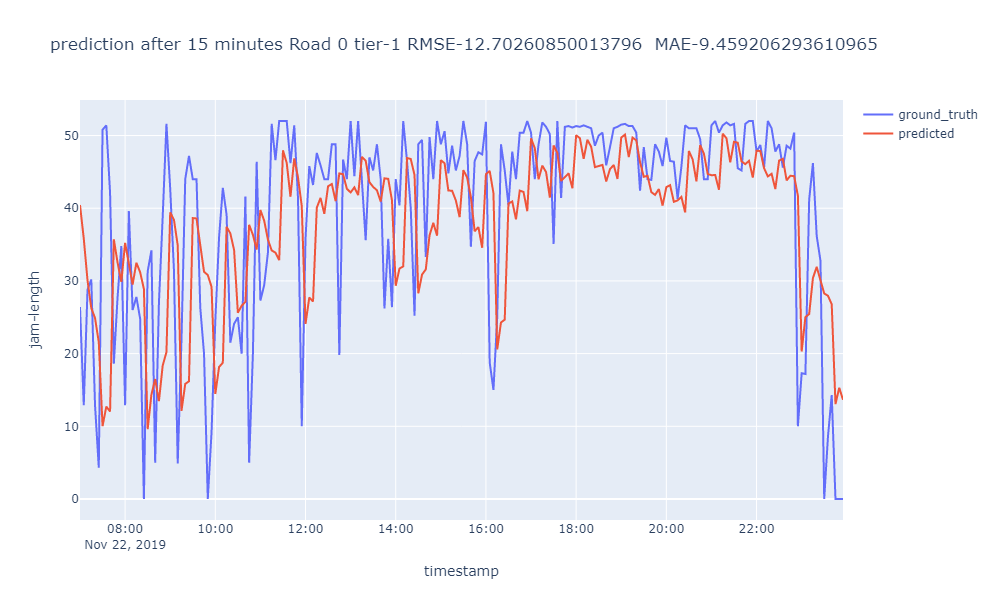 prediction after 15 minutes Road 0 tier-1 RMSE-12.70260850013796  MAE-9.459206293610965
ground_truth
predicted
50
40
30
20
10
0
jam-length
08:00 10:00 12:00 14:00 16:00 18:00 20:00 22:00
Nov 22, 2019
timestamp